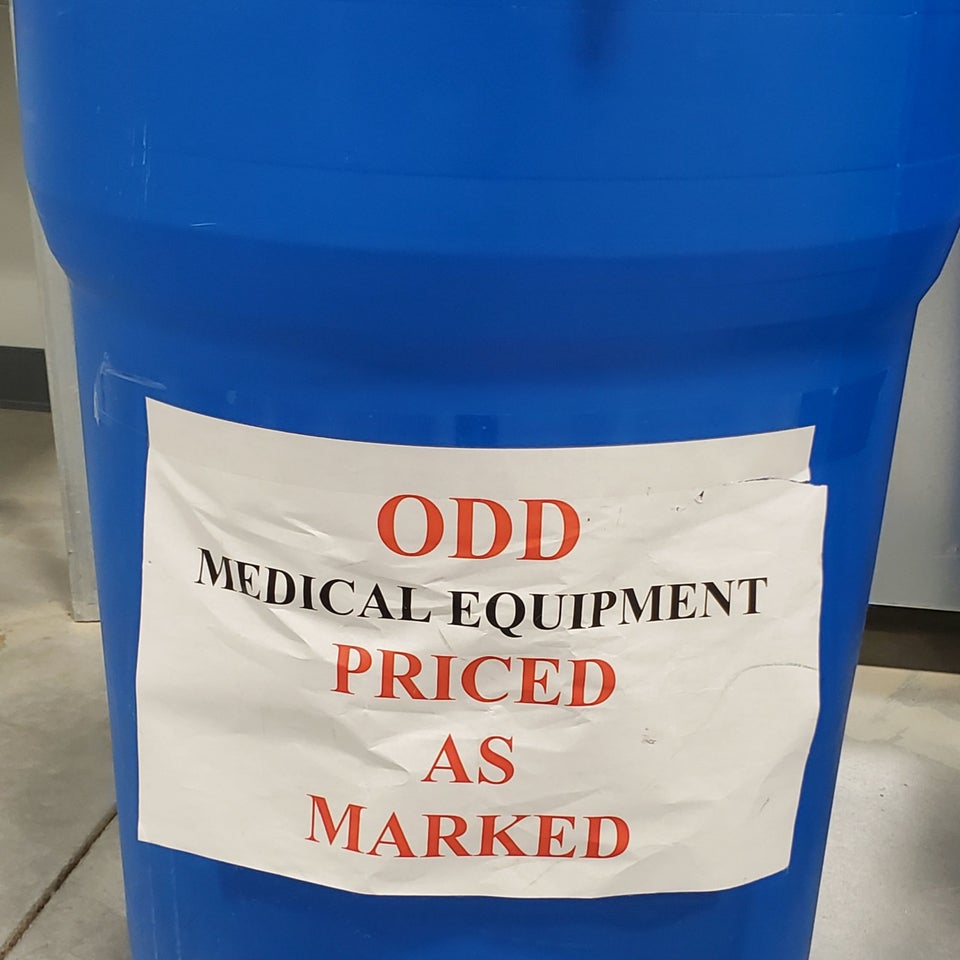 ODD
MEDICAL EQUIPMENT
PRICED
AS
MARKED